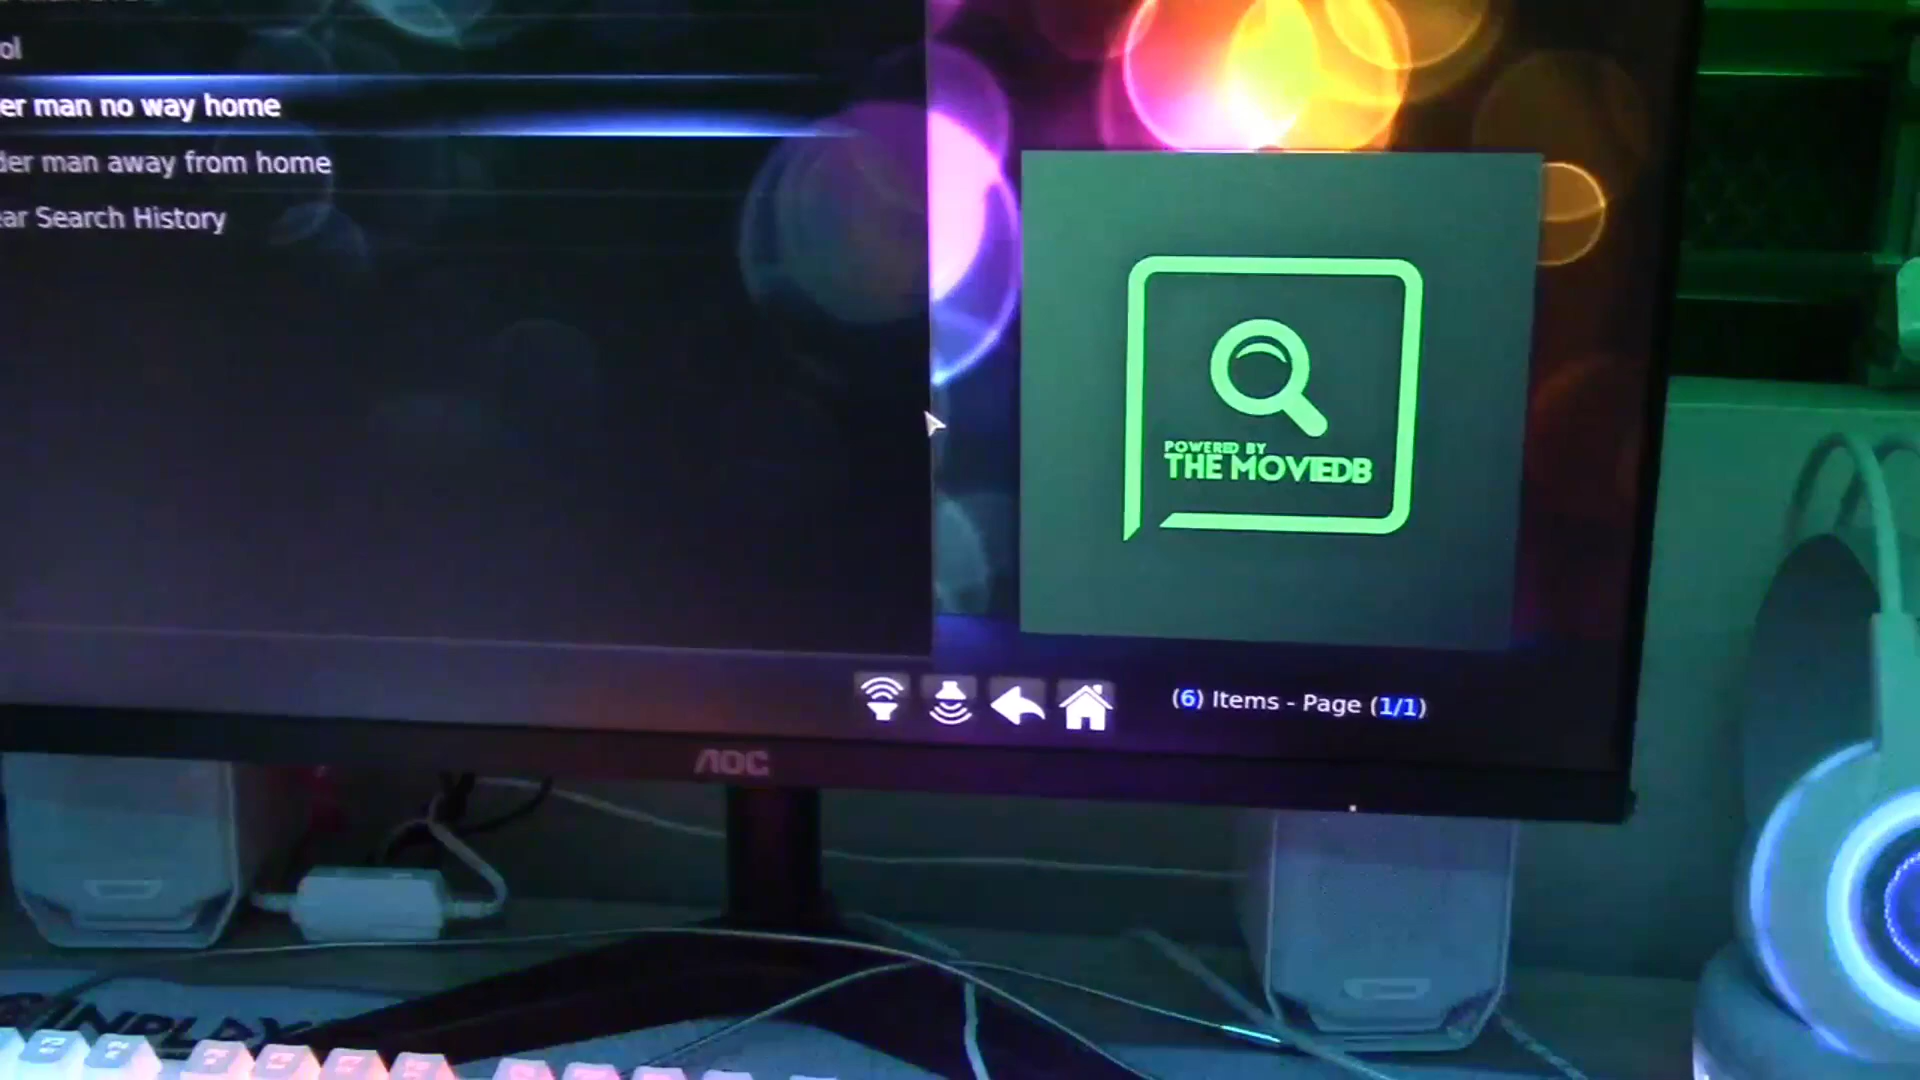 ol
er man no way home
der man away from home
ar Search History
POWERED BY
THE MOVIEDB
(6) Items - Page (1/1)
AOC
INPLAY